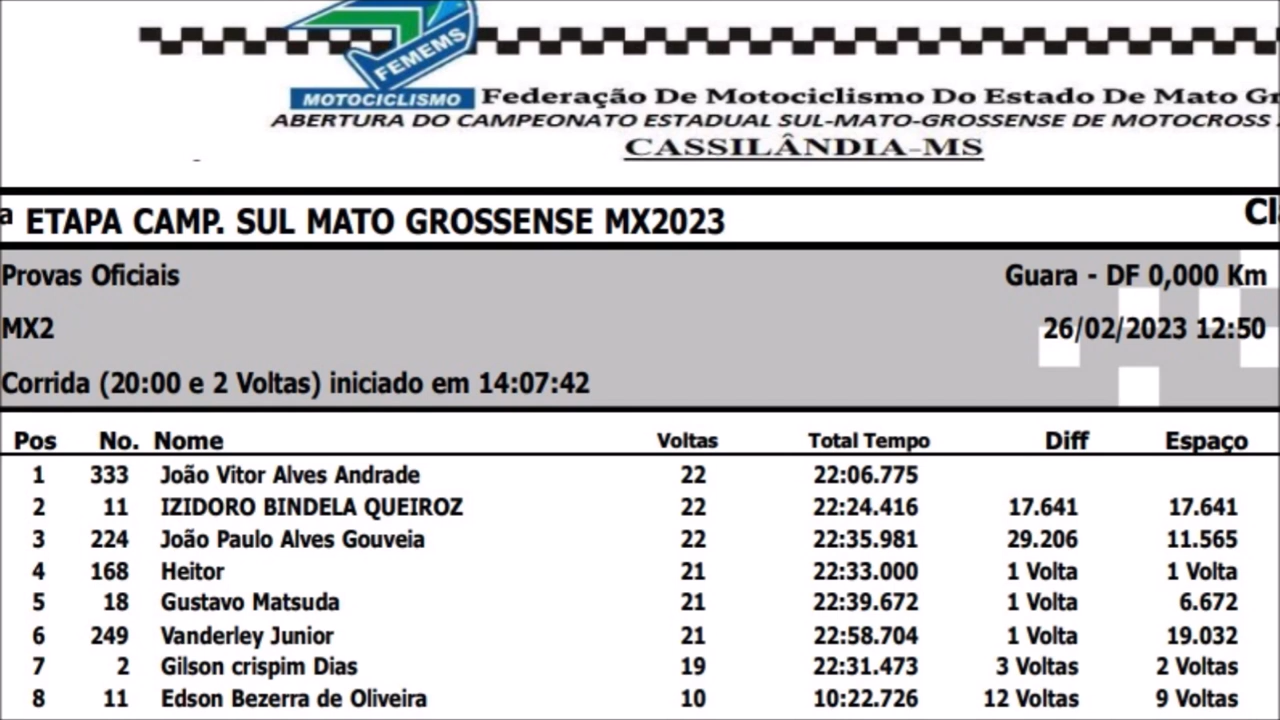 FEMEMS
MOTOCICLISMO
Federação De Motociclismo Do Estado De Mato Gr
ABERTURA DO CAMPEONATO ESTADUAL SUL-MATO-GROSSENSE DE MOTOCROSS
CASSILÂNDIA-MS
ª ETAPA CAMP. SUL MATO GROSSENSE MX2023 Cl
Provas Oficiais Guara - DF 0,000 Km
MX2 26/02/2023 12:50
Corrida (20:00 e 2 Voltas) iniciado em 14:07:42
Pos No. Nome Voltas Total Tempo Diff Espaço
1 333 João Vitor Alves Andrade 22 22:06.775
2 11 IZIDORO BINDELA QUEIROZ 22 22:24.416 17.641 17.641
3 224 João Paulo Alves Gouveia 22 22:35.981 29.206 11.565
4 168 Heitor 21 22:33.000 1 Volta 1 Volta
5 18 Gustavo Matsuda 21 22:39.672 1 Volta 6.672
6 249 Vanderley Junior 21 22:58.704 1 Volta 19.032
7 2 Gilson crispim Dias 19 22:31.473 3 Voltas 2 Voltas
8 11 Edson Bezerra de Oliveira 10 10:22.726 12 Voltas 9 Voltas